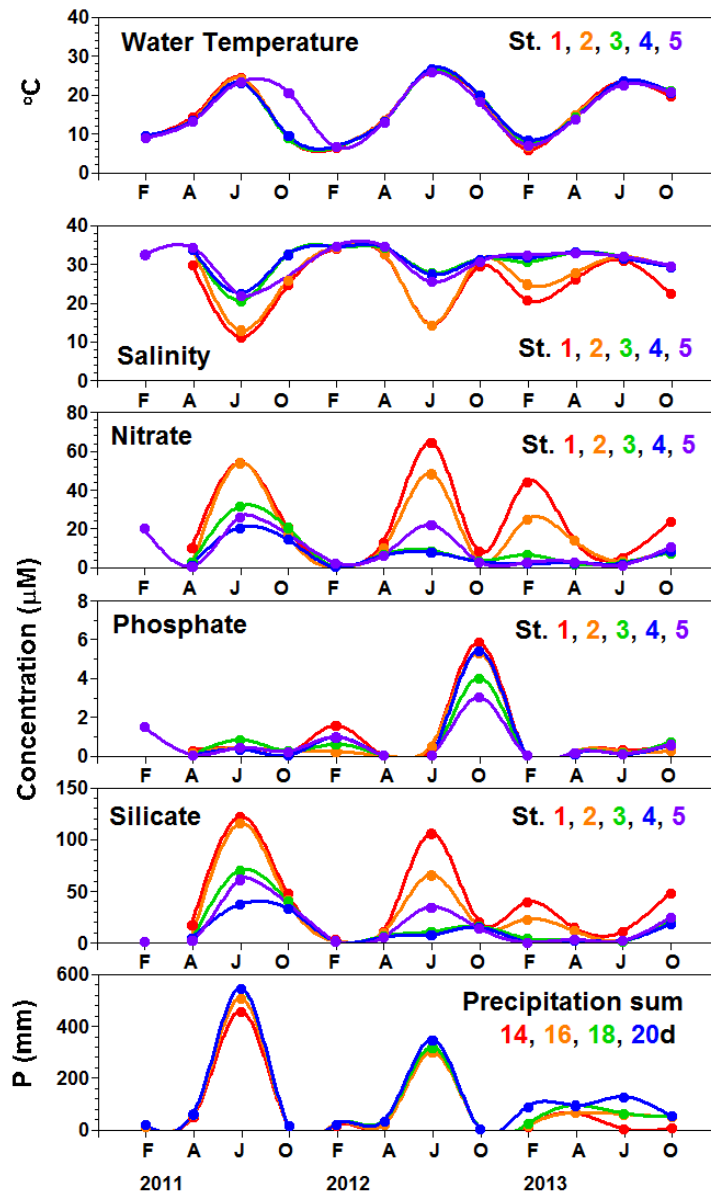 Water Temperature
St. 1, 2, 3, 4, 5
°C
40
30
20
10
0
F A J O F A J O F A J O
Salinity
St. 1, 2, 3, 4, 5
40
30
20
10
0
F A J O F A J O F A J O
Nitrate
St. 1, 2, 3, 4, 5
80
60
40
20
0
F A J O F A J O F A J O
Concentration (µM)
Phosphate
St. 1, 2, 3, 4, 5
8
6
4
2
0
F A J O F A J O F A J O
Silicate
St. 1, 2, 3, 4, 5
150
100
50
0
F A J O F A J O F A J O
Precipitation sum
14, 16, 18, 20d
P (mm)
600
400
200
0
F A J O F A J O F A J O
2011 2012 2013